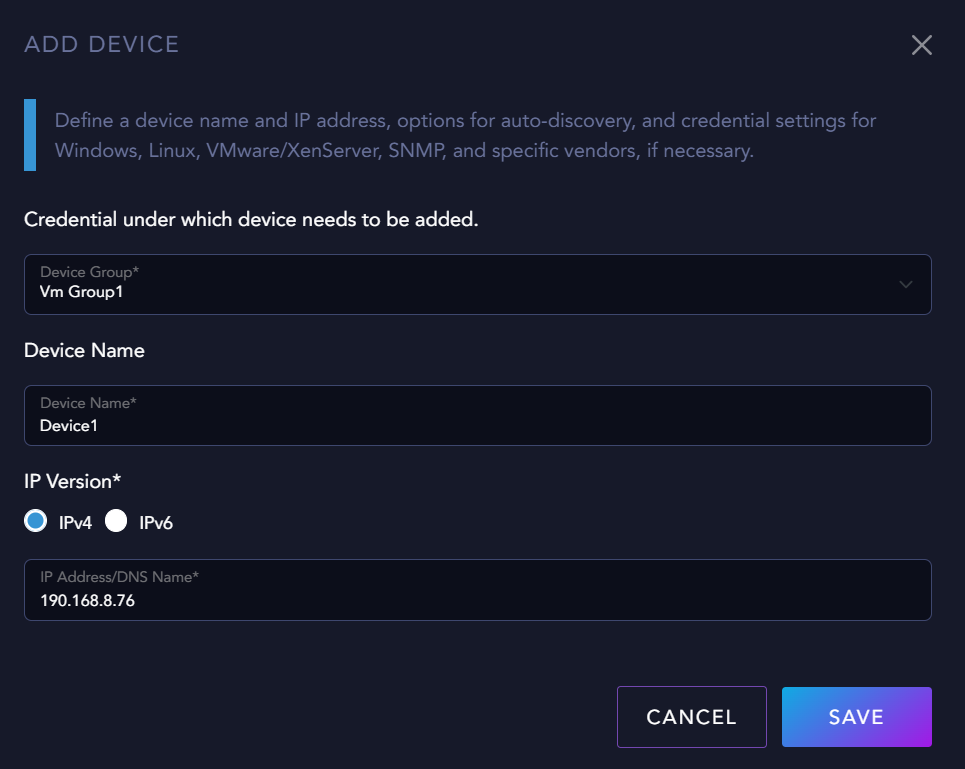 ADD DEVICE
Define a device name and IP address, options for auto-discovery, and credential settings for
Windows, Linux, VMware/XenServer, SNMP, and specific vendors, if necessary.
Credential under which device needs to be added.
Device Group*
Vm Group1
Device Name
Device Name*
Device1
IP Version*
IPv4 IPv6
IP Address/DNS Name*
190.168.8.76
CANCEL SAVE